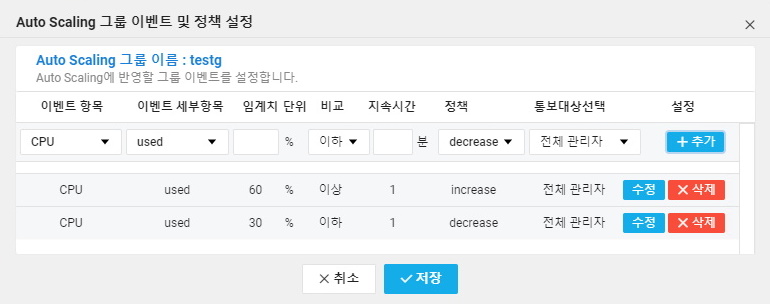 Auto Scaling 그룹 이벤트 및 정책 설정
Auto Scaling 그룹 이름 : testg
Auto Scaling에 반영할 그룹 이벤트를 설정합니다.
이벤트 항목 이벤트 세부항목 임계치 단위 비교 지속시간 정책 통보대상선택 설정
CPU used % 이하 분 decrease 전체 관리자 추가
CPU used 60 % 이상 1 increase 전체 관리자 수정 삭제
CPU used 30 % 이하 1 decrease 전체 관리자 수정 삭제
취소 저장